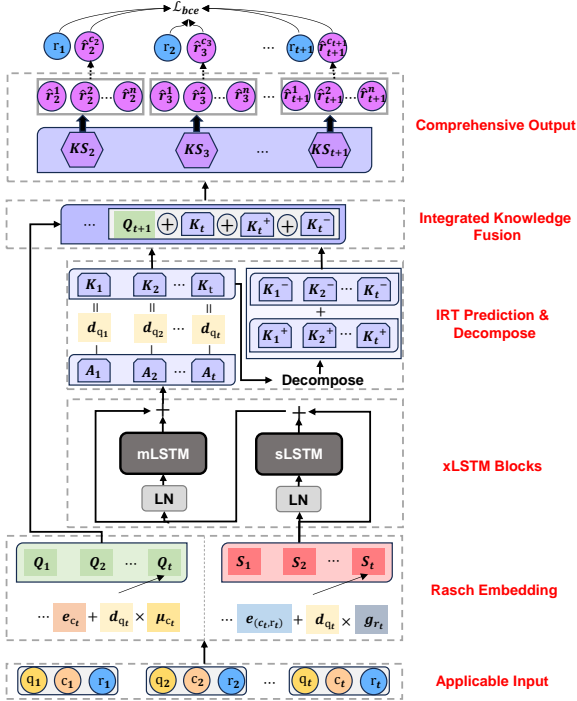 ℒ_bce
r₁ r̂₂^{c₂} r₂ r̂₃^{c₃} ... r_{t+1} r̂_{t+1}^{c_{t+1}}
r̂₂¹ r̂₂² ... r̂₂ⁿ r̂₃¹ r̂₃² ... r̂₃ⁿ r̂_{t+1}¹ r̂_{t+1}² ... r̂_{t+1}ⁿ
Comprehensive Output
KS₂ KS₃ ... KS_{t+1}
... Q_{t+1} + K_t + K_t⁺ + K_t⁻
Integrated Knowledge
Fusion
K₁ K₂ ... K_t
K₁⁻ K₂⁻ ... K_t⁻
=  =  =
+
d_{q₁} d_{q₂} ... d_{q_t}
IRT Prediction &
Decompose
K₁⁺ K₂⁺ ... K_t⁺
−  −  −
A₁ A₂ ... A_t
Decompose
+ +
mLSTM sLSTM
xLSTM Blocks
LN LN
Q₁ Q₂ ... Q_t
S₁ S₂ ... S_t
Rasch Embedding
... e_{c_t} + d_{q_t} × μ_{c_t}
... e_{(c_t,r_t)} + d_{q_t} × g_{r_t}
q₁ c₁ r₁ q₂ c₂ r₂ ... q_t c_t r_t
Applicable Input